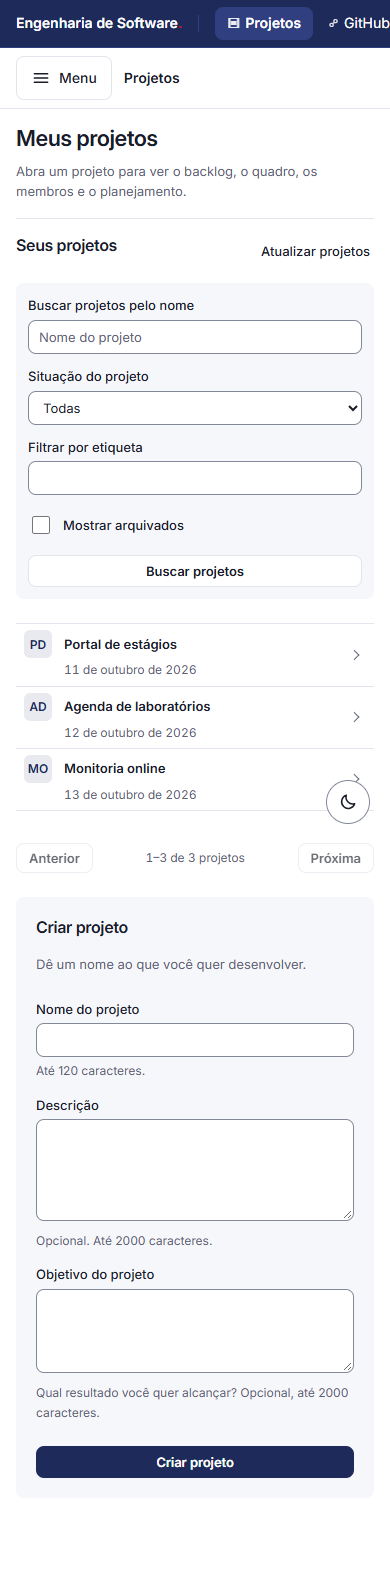 Engenharia de Software
Projetos
GitHub
Menu
Projetos
Meus projetos
Abra um projeto para ver o backlog, o quadro, os
membros e o planejamento.
Seus projetos
Atualizar projetos
Buscar projetos pelo nome
Nome do projeto
Situação do projeto
Todas
Filtrar por etiqueta
Mostrar arquivados
Buscar projetos
PD
Portal de estágios
11 de outubro de 2026
AD
Agenda de laboratórios
12 de outubro de 2026
MO
Monitoria online
13 de outubro de 2026
Anterior
1–3 de 3 projetos
Próxima
Criar projeto
Dê um nome ao que você quer desenvolver.
Nome do projeto
Até 120 caracteres.
Descrição
Opcional. Até 2000 caracteres.
Objetivo do projeto
Qual resultado você quer alcançar? Opcional, até 2000
caracteres.
Criar projeto